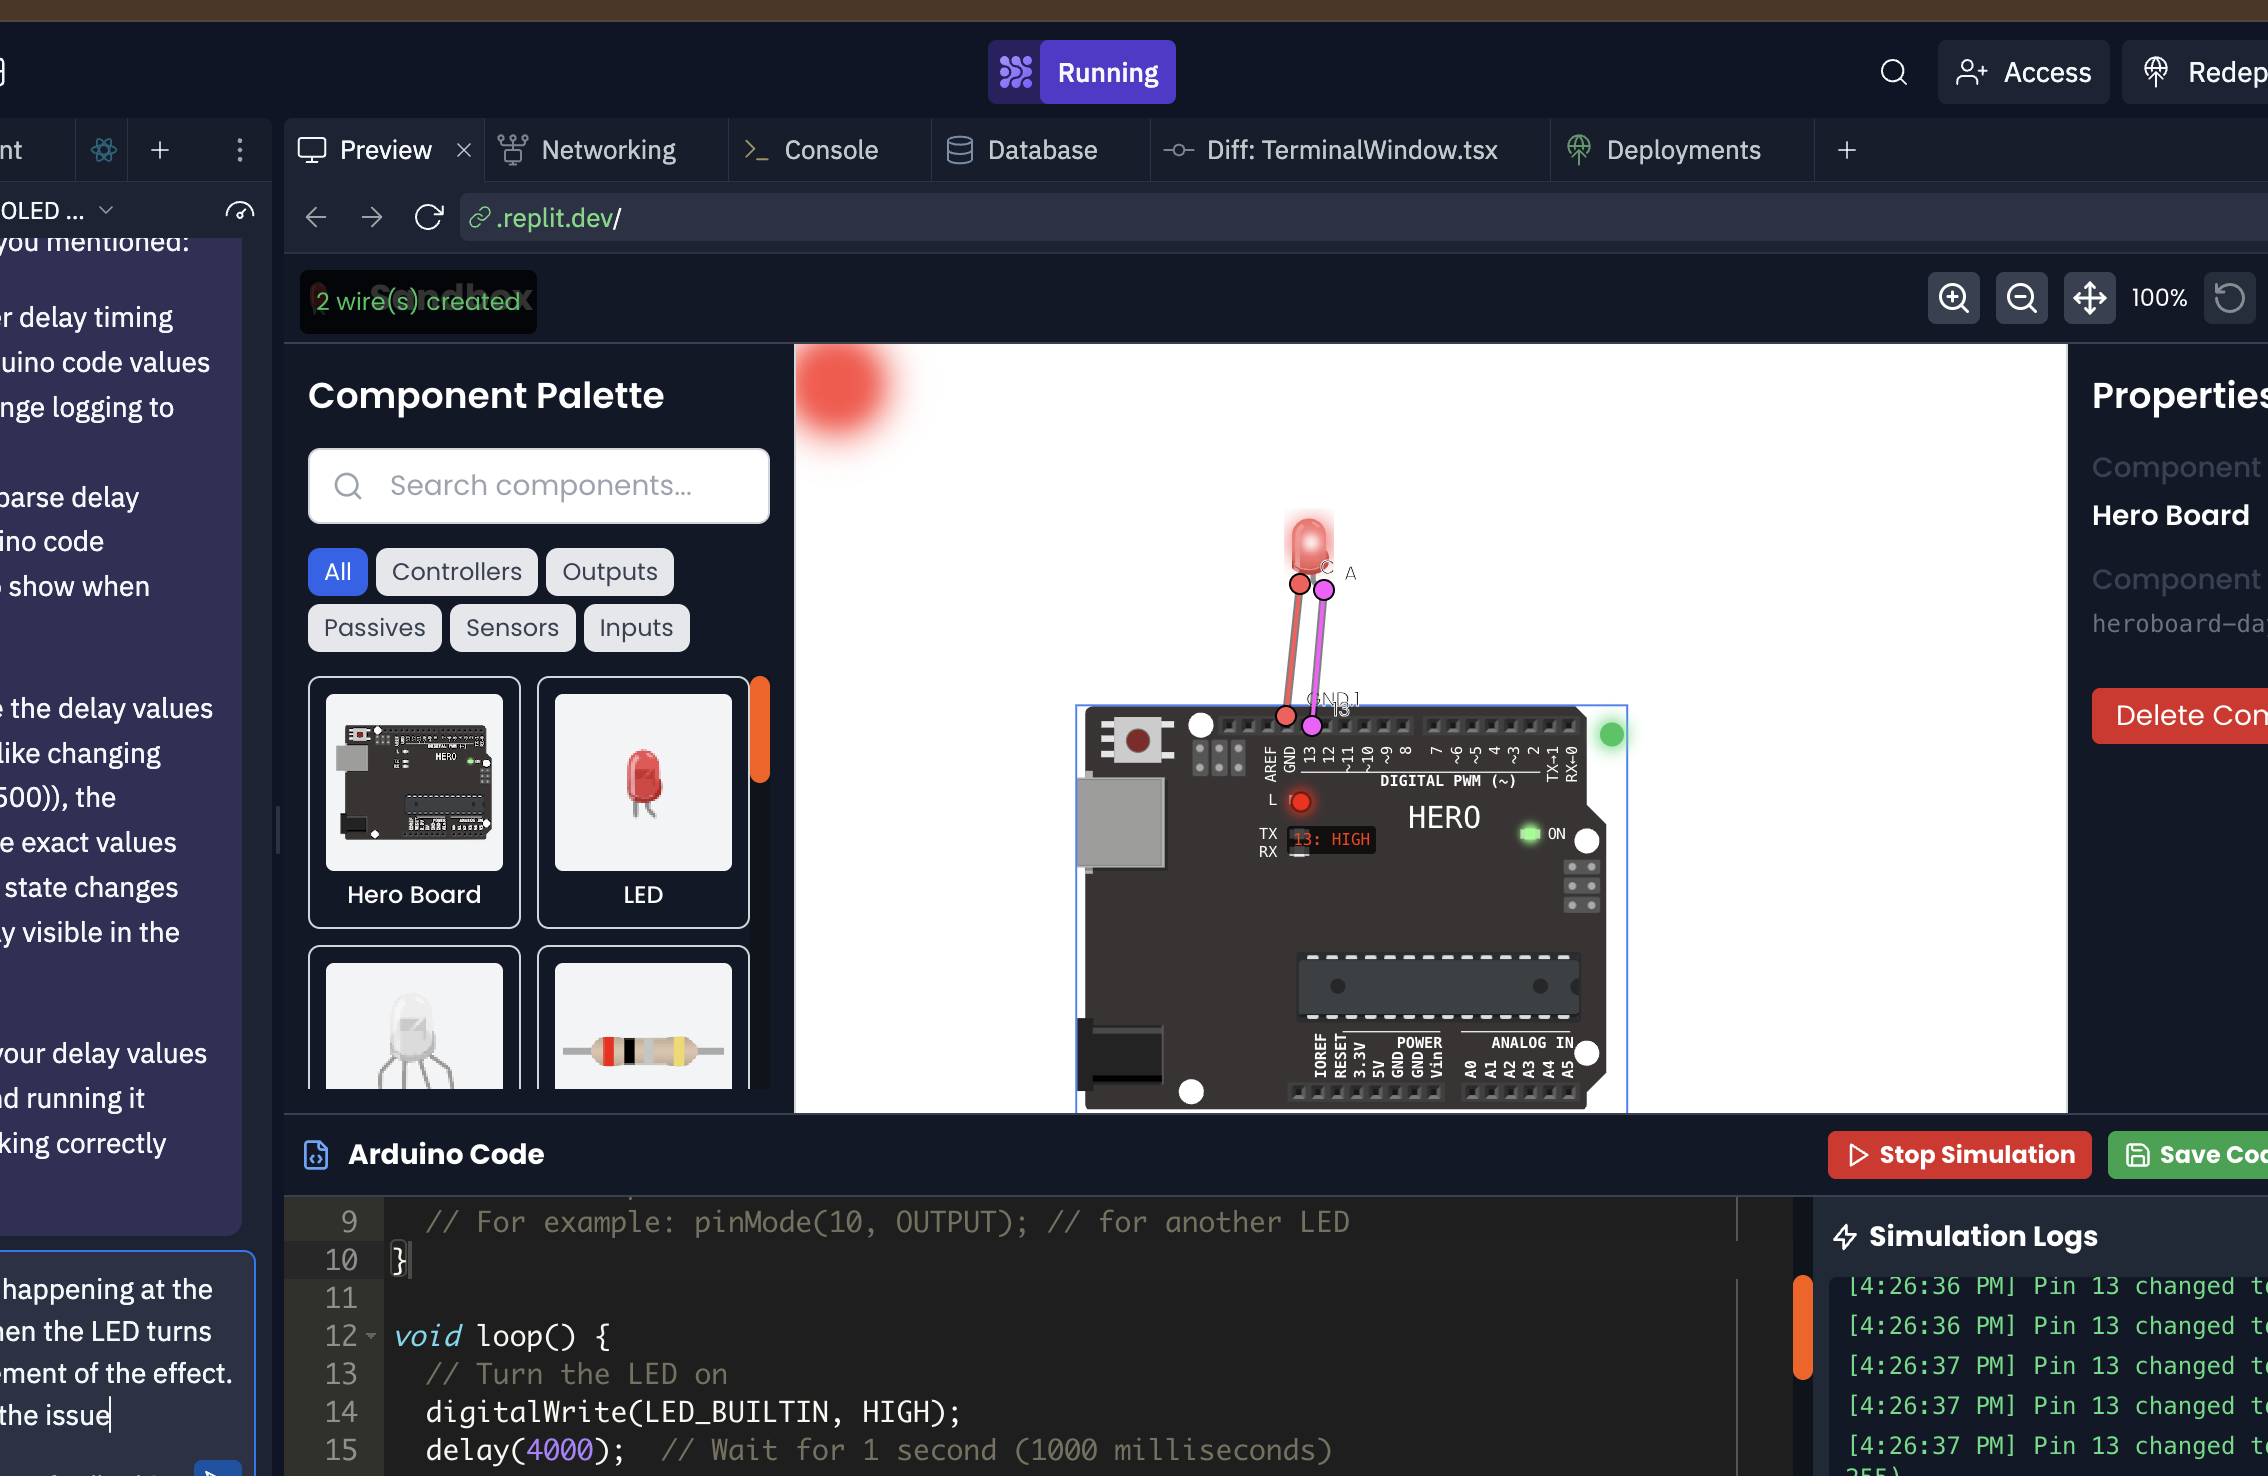 Running
Access
Redep
nt
Preview
Networking
Console
Database
Diff: TerminalWindow.tsx
Deployments
OLED ...
.replit.dev/
you mentioned:
r delay timing
uino code values
nge logging to
parse delay
ino code
show when
the delay values
like changing
500)), the
e exact values
state changes
y visible in the
your delay values
nd running it
king correctly
happening at the
hen the LED turns
ement of the effect.
the issue
2 wire(s) created
Sandbox
100%
Component Palette
Search components...
All
Controllers
Outputs
Passives
Sensors
Inputs
HERO
Hero Board
LED
C A
GND.1
13
AREF
GND
13
12
~11
~10
~9
8
7
~6
~5
4
~3
2
TX→1
RX←0
DIGITAL PWM (~)
L
HERO
TX
RX
13: HIGH
ON
IOREF
RESET
3.3V
5V
GND
GND
Vin
POWER
ANALOG IN
A0
A1
A2
A3
A4
A5
Properties
Component
Hero Board
Component
heroboard-da
Delete Com
Arduino Code
Stop Simulation
Save Cod
9 // For example: pinMode(10, OUTPUT); // for another LED
10 }
11
12 void loop() {
13 // Turn the LED on
14 digitalWrite(LED_BUILTIN, HIGH);
15 delay(4000); // Wait for 1 second (1000 milliseconds)
Simulation Logs
[4:26:36 PM] Pin 13 changed to
[4:26:36 PM] Pin 13 changed to
[4:26:37 PM] Pin 13 changed to
[4:26:37 PM] Pin 13 changed to
[4:26:37 PM] Pin 13 changed to
255)